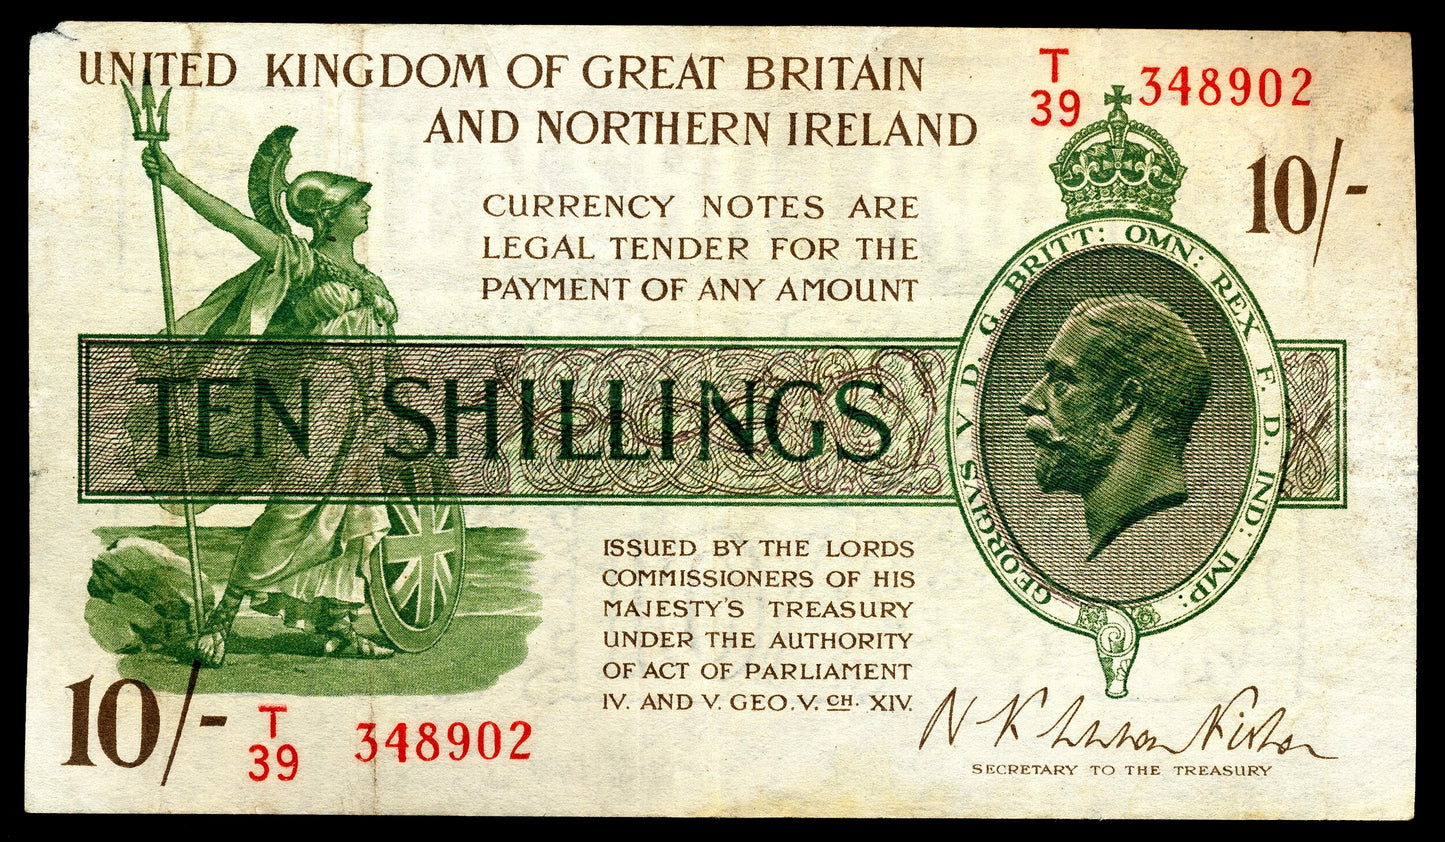 UNITED KINGDOM OF GREAT BRITAIN
AND NORTHERN IRELAND
T
39 348902
10/-
CURRENCY NOTES ARE
LEGAL TENDER FOR THE
PAYMENT OF ANY AMOUNT
TEN SHILLINGS
GEORGIVS V D. G. BRITT: OMN: REX F. D. IND: IMP:
ISSUED BY THE LORDS
COMMISSIONERS OF HIS
MAJESTY'S TREASURY
UNDER THE AUTHORITY
OF ACT OF PARLIAMENT
IV. AND V. GEO. V. CH. XIV.
10/-
T
39 348902
N K Warren Fisher
SECRETARY TO THE TREASURY